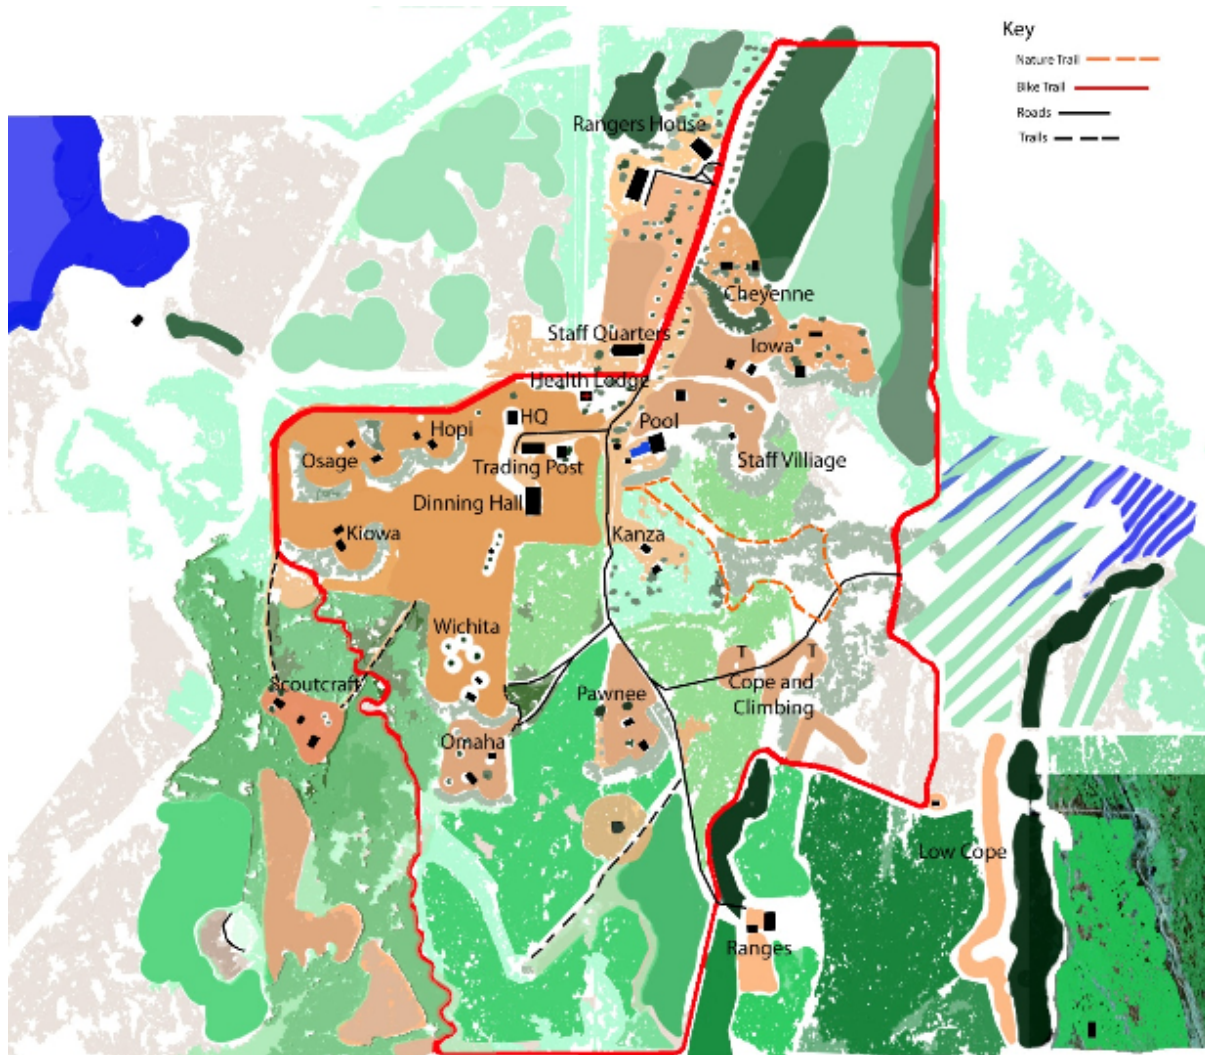 Key
Nature Trail
Bike Trail
Roads
Trails
Rangers House
Cheyenne
Staff Quarters
Iowa
Health Lodge
HQ
Hopi
Pool
Osage
Trading Post
Staff Villiage
Dinning Hall
Kiowa
Kanza
Wichita
T T
Scoutcraft
Pawnee
Cope and
Climbing
Omaha
Low Cope
Ranges